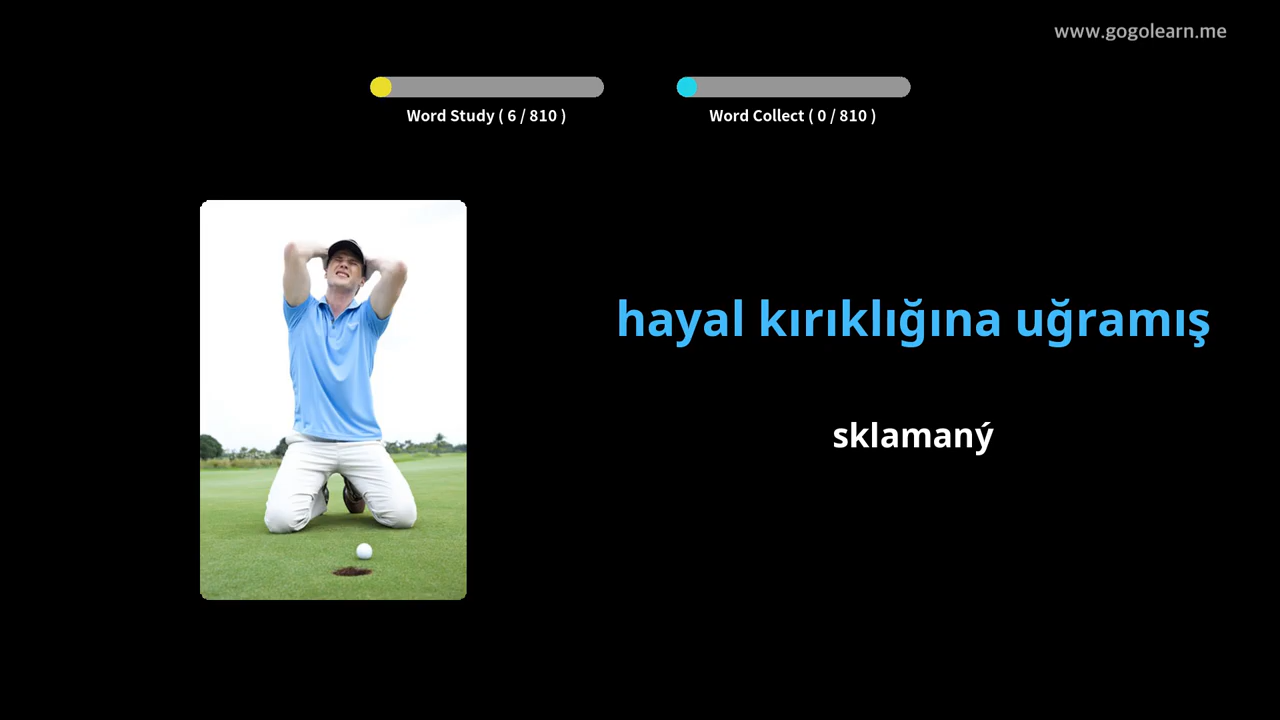 www.gogolearn.me
Word Study ( 6 / 810 )
Word Collect ( 0 / 810 )
hayal kırıklığına uğramış
sklamaný